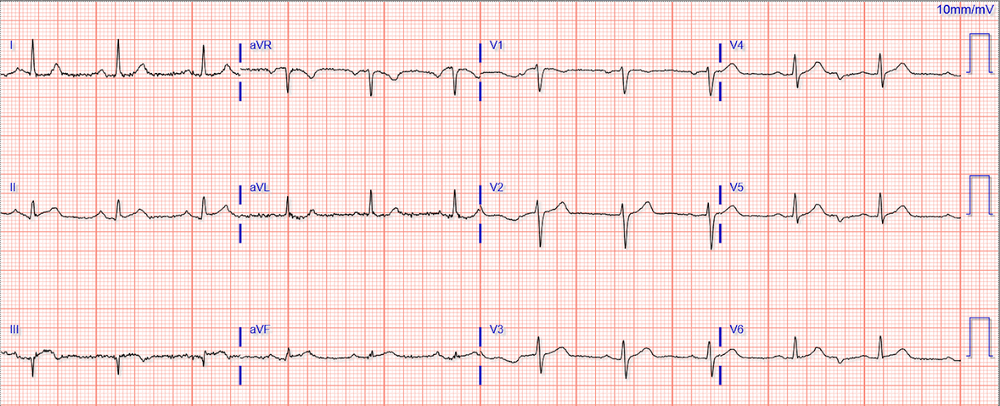 10mm/mV
I aVR V1 V4
II aVL V2 V5
III aVF V3 V6